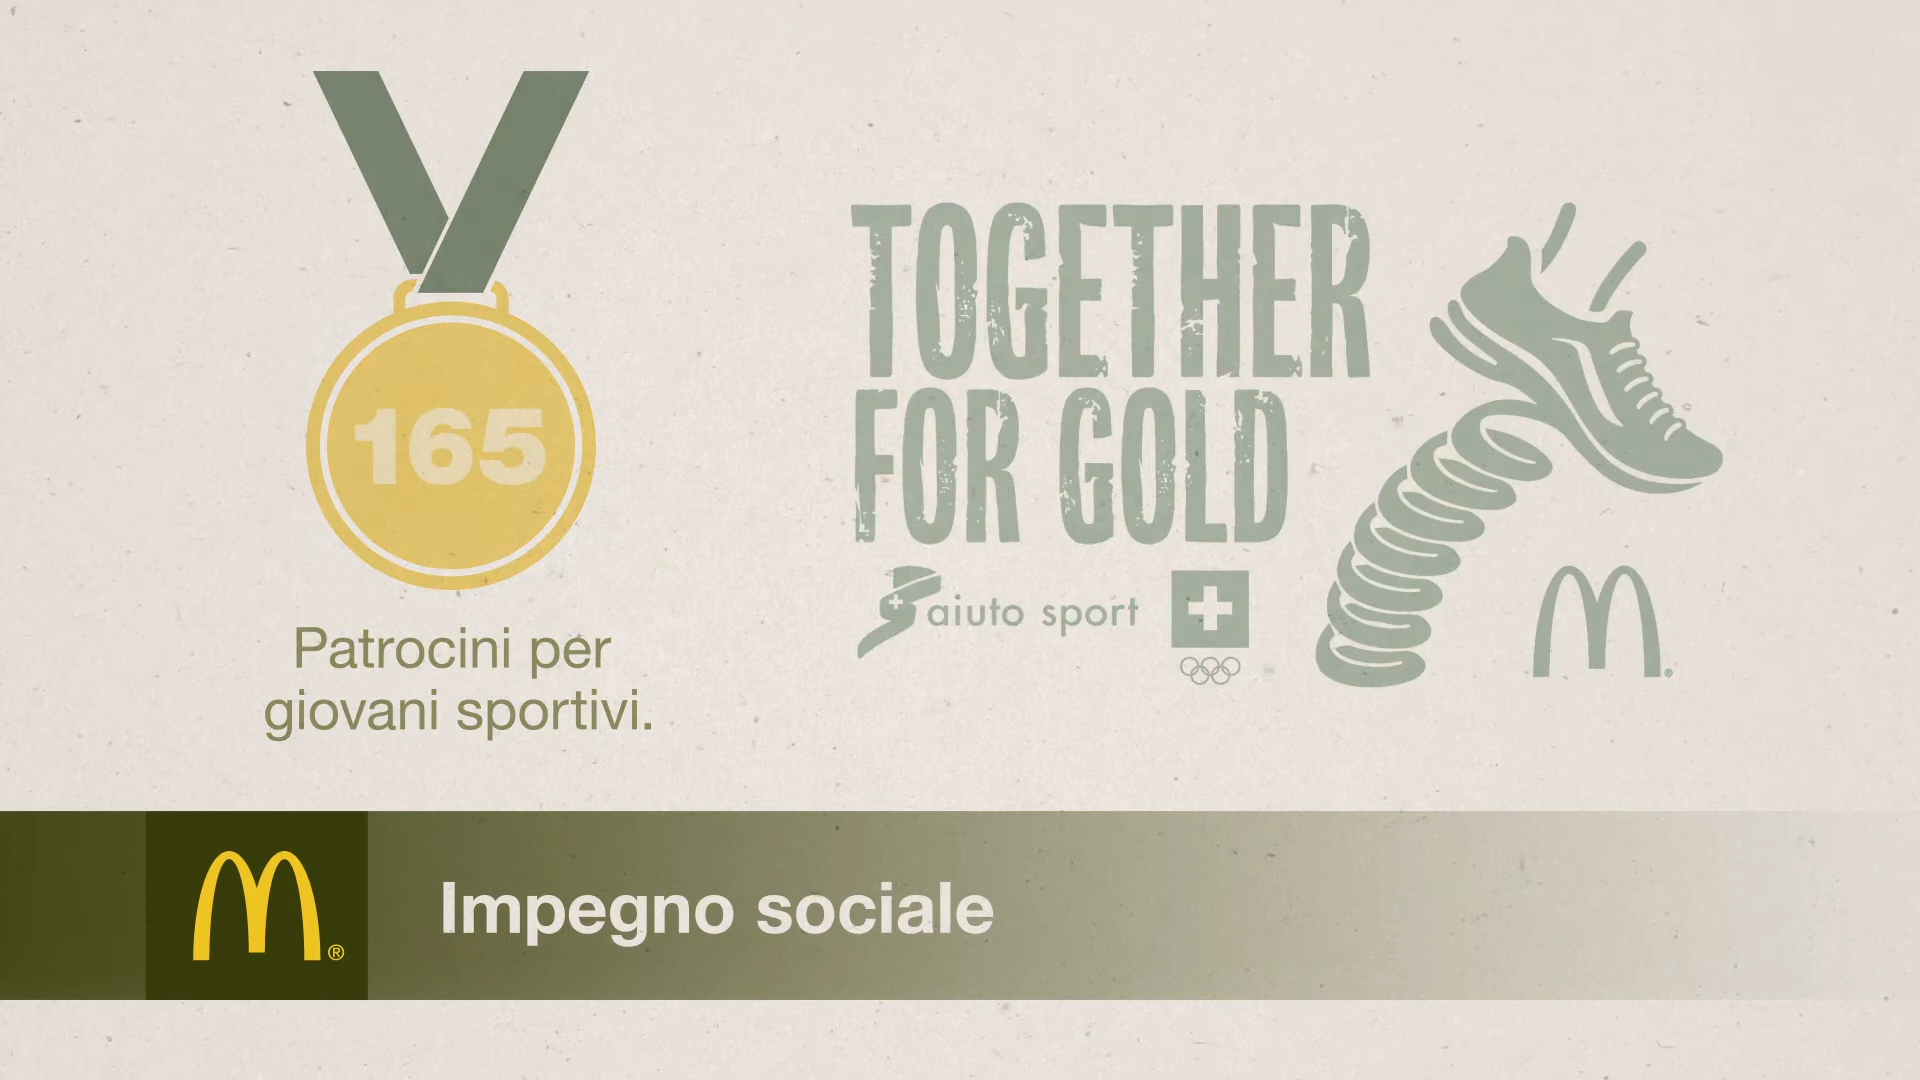 165
Patrocini per
giovani sportivi.
TOGETHER
FOR GOLD
aiuto sport
®
Impegno sociale
®